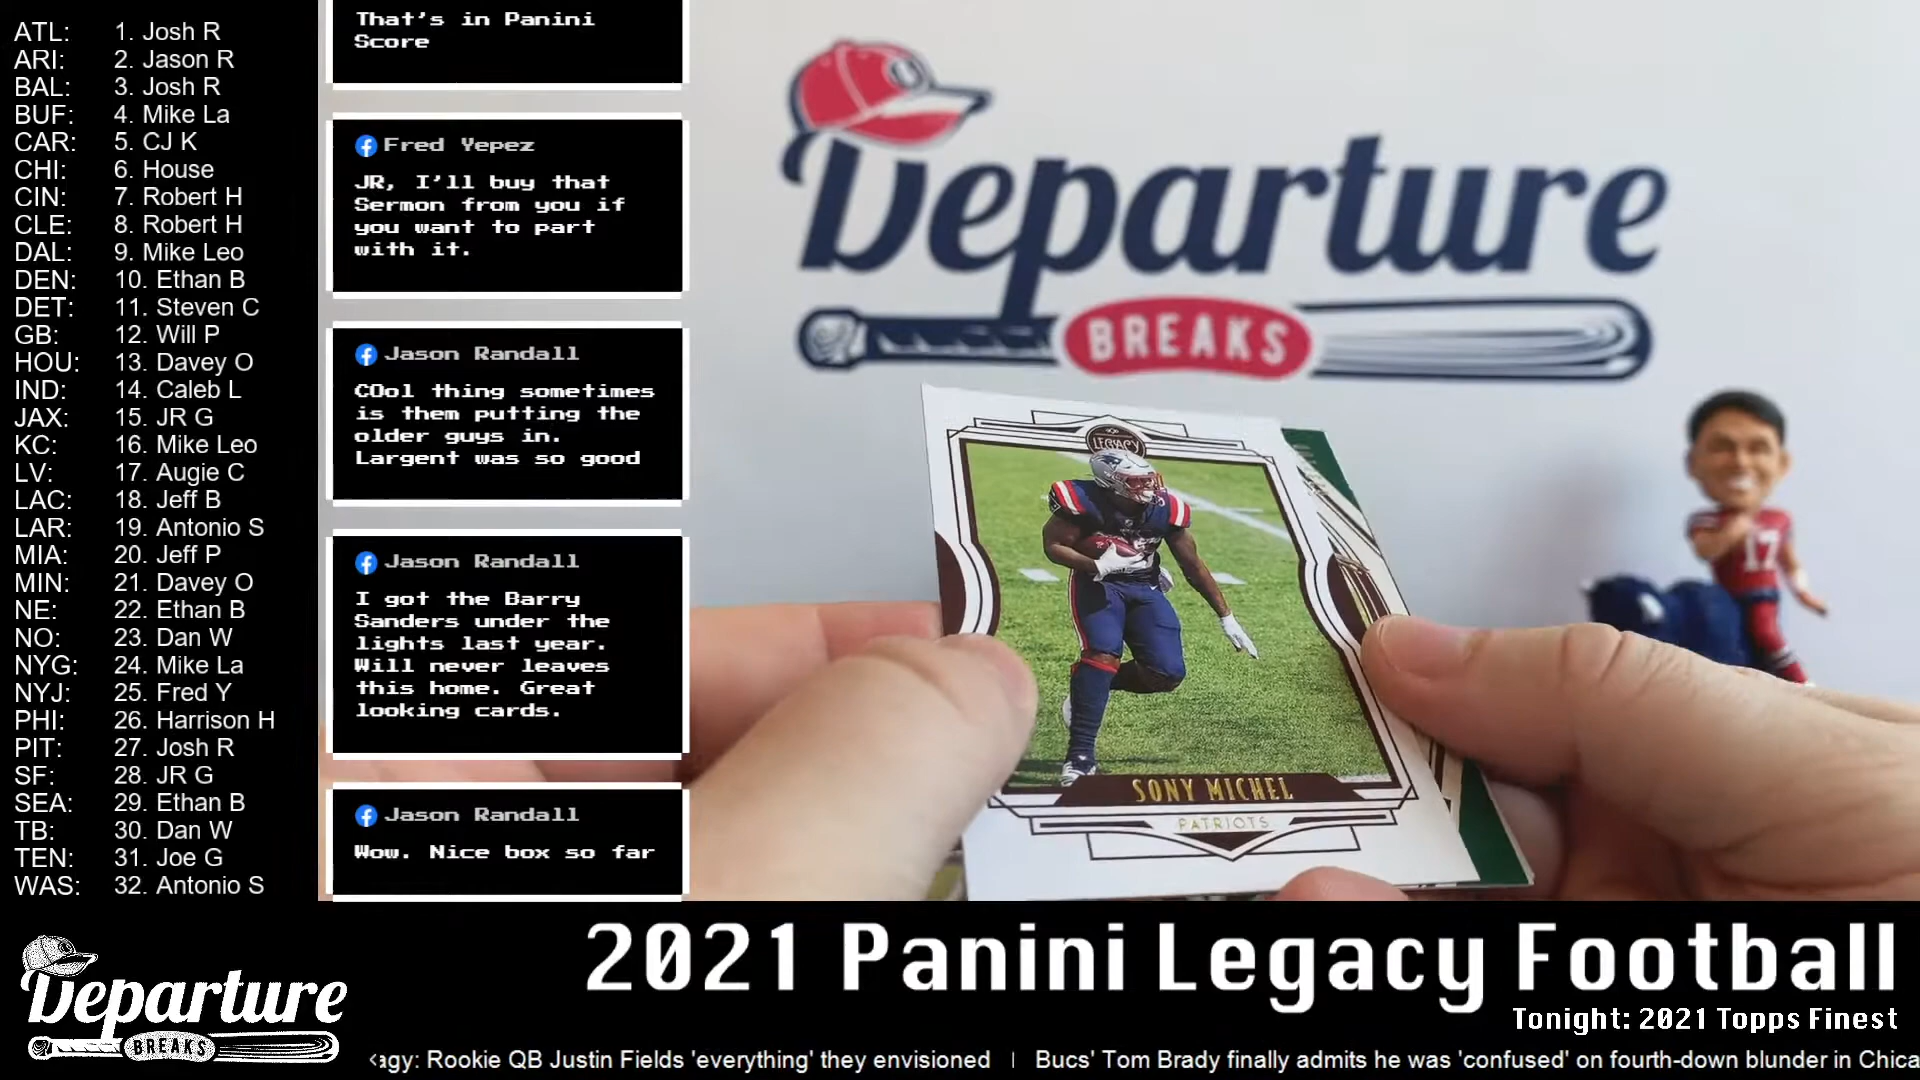 ATL: 1. Josh R
ARI: 2. Jason R
BAL: 3. Josh R
BUF: 4. Mike La
CAR: 5. CJ K
CHI: 6. House
CIN: 7. Robert H
CLE: 8. Robert H
DAL: 9. Mike Leo
DEN: 10. Ethan B
DET: 11. Steven C
GB: 12. Will P
HOU: 13. Davey O
IND: 14. Caleb L
JAX: 15. JR G
KC: 16. Mike Leo
LV: 17. Augie C
LAC: 18. Jeff B
LAR: 19. Antonio S
MIA: 20. Jeff P
MIN: 21. Davey O
NE: 22. Ethan B
NO: 23. Dan W
NYG: 24. Mike La
NYJ: 25. Fred Y
PHI: 26. Harrison H
PIT: 27. Josh R
SF: 28. JR G
SEA: 29. Ethan B
TB: 30. Dan W
TEN: 31. Joe G
WAS: 32. Antonio S
That's in Panini
Score
Fred Yepez
JR, I'll buy that
Sermon from you if
you want to part
with it.
Jason Randall
COol thing sometimes
is them putting the
older guys in.
Largent was so good
Jason Randall
I got the Barry
Sanders under the
lights last year.
Will never leaves
this home. Great
looking cards.
Jason Randall
Wow. Nice box so far
Departure
BREAKS
LEGACY
SONY MICHEL
PATRIOTS
17
Departure
BREAKS
2021 Panini Legacy Football
Tonight: 2021 Topps Finest
agy: Rookie QB Justin Fields 'everything' they envisioned | Bucs' Tom Brady finally admits he was 'confused' on fourth-down blunder in Chica